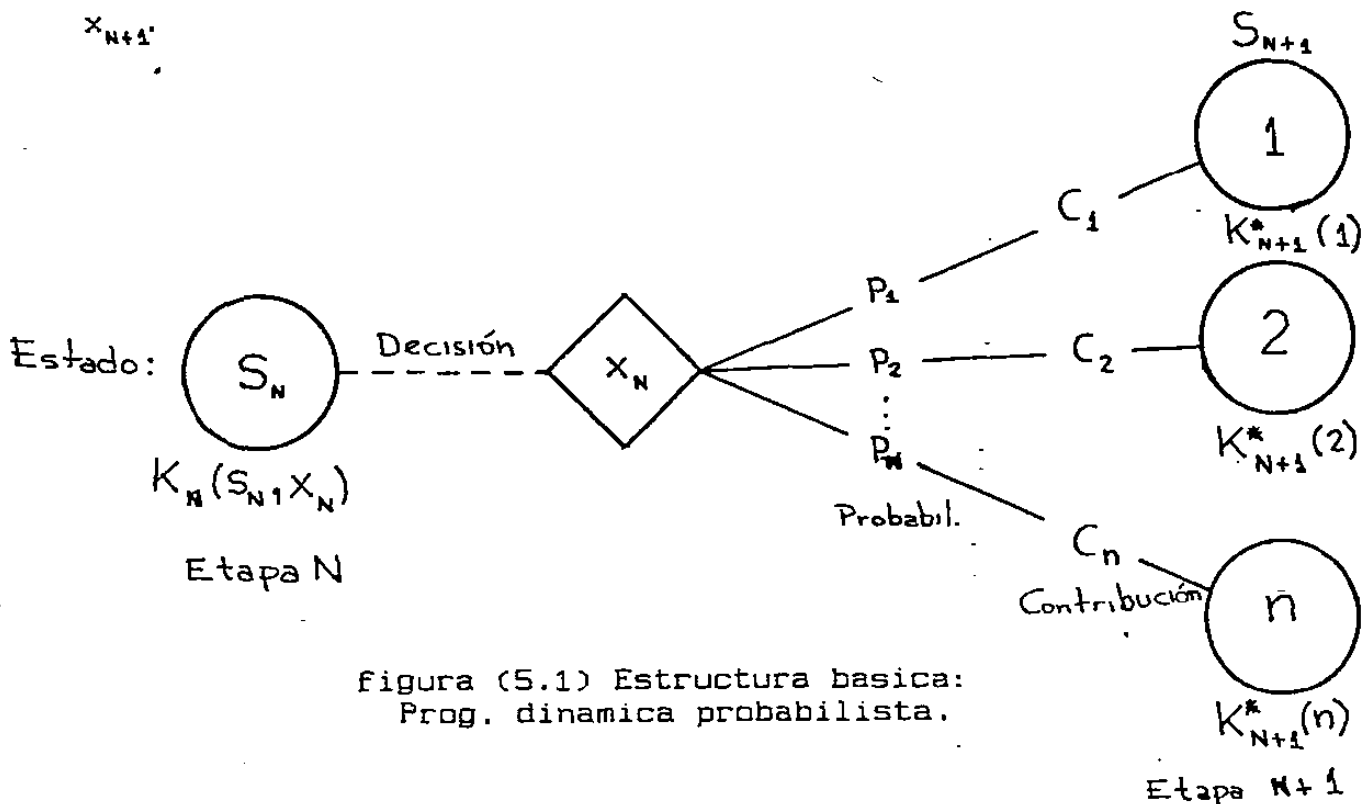 x_{N+1}.
S_{N+1}
1
C_1
K*_{N+1}(1)
P_1
Estado:
S_N
Decisión
X_N
P_2
C_2
2
K*_{N+1}(2)
P_N
K_N(S_N, X_N)
Probabil.
Etapa N
C_n
Contribución
n
figura (5.1) Estructura basica:
Prog. dinamica probabilista.
K*_{N+1}(n)
Etapa N+1